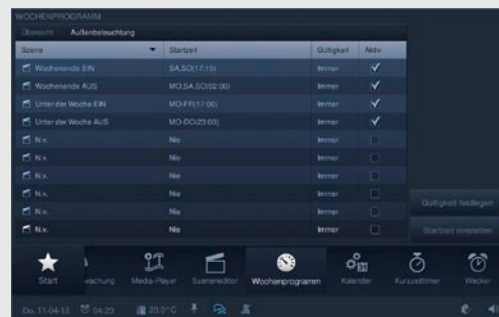 WOCHENPROGRAMM
Übersicht Außenbeleuchtung
Szene Startzeit Gültigkeit Aktiv
Wochenende EIN SA,SO(17:15) Immer
Wochenende AUS MO,SA,SO(02:00) Immer
Unter der Woche EIN MO-FR(17:00) Immer
Unter der Woche AUS MO-DO(23:00) Immer
N.v. Nie Immer
N.v. Nie Immer
N.v. Nie Immer
N.v. Nie Immer
N.v. Nie Immer
N.v. Nie Immer
Gültigkeit festlegen
Startzeit einstellen
Start wachung Media-Player Szeneneditor Wochenprogramm Kalender Kurzzeittimer Wecker
Do. 11-04-13 04:23 20.0°C